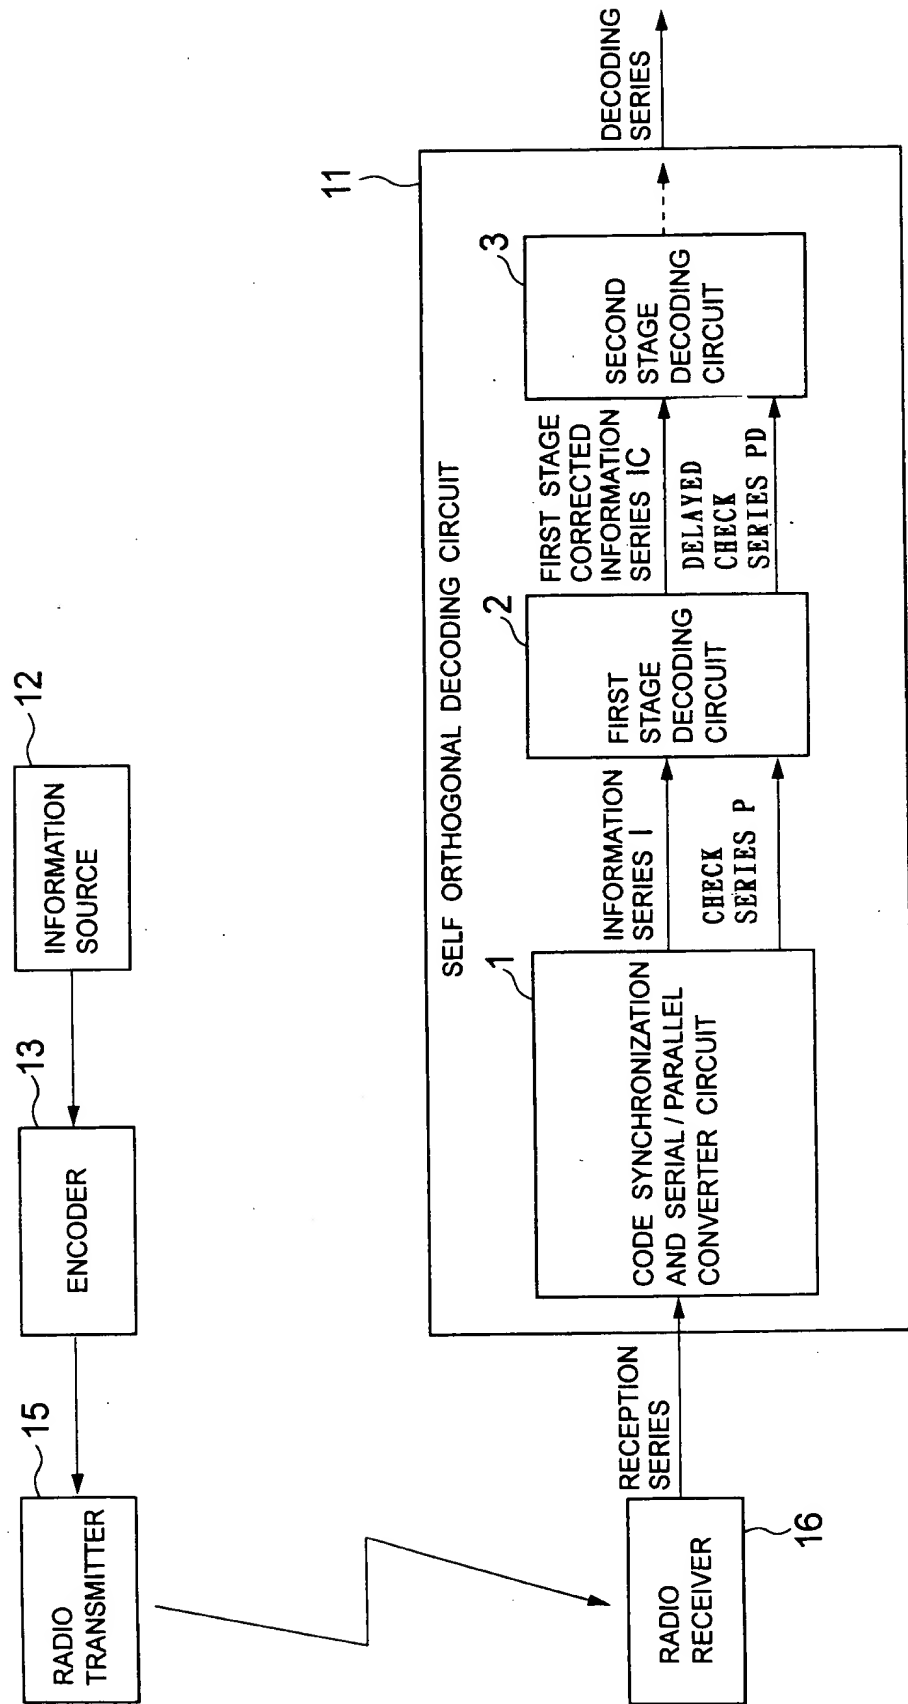 15
RADIO
TRANSMITTER
13
ENCODER
12
INFORMATION
SOURCE
SELF ORTHOGONAL DECODING CIRCUIT
11
16
RADIO
RECEIVER
RECEPTION
SERIES
1
CODE SYNCHRONIZATION
AND SERIAL/PARALLEL
CONVERTER CIRCUIT
INFORMATION
SERIES I
CHECK
SERIES P
2
FIRST
STAGE
DECODING
CIRCUIT
FIRST STAGE
CORRECTED
INFORMATION
SERIES IC
DELAYED
CHECK
SERIES PD
3
SECOND
STAGE
DECODING
CIRCUIT
DECODING
SERIES